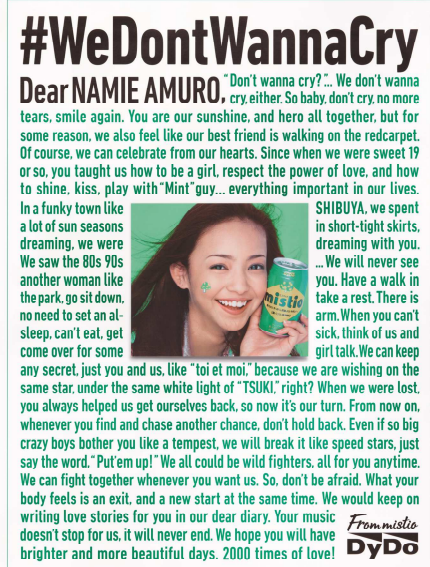 #WeDontWannaCry
Dear NAMIE AMURO, "Don't wanna cry?"... We don't wanna
cry, either. So baby, don't cry, no more
tears, smile again. You are our sunshine, and hero all together, but for
some reason, we also feel like our best friend is walking on the redcarpet.
Of course, we can celebrate from our hearts. Since when we were sweet 19
or so, you taught us how to be a girl, respect the power of love, and how
to shine, kiss, play with "Mint" guy... everything important in our lives.
In a funky town like SHIBUYA, we spent
a lot of sun seasons in short-tight skirts,
dreaming, we were dreaming with you.
We saw the 80s 90s ... We will never see
another woman like you. Have a walk in
the park, go sit down, take a rest. There is
no need to set an al- arm. When you can't
sleep, can't eat, get sick, think of us and
come over for some girl talk. We can keep
mistio
any secret, just you and us, like "toi et moi," because we are wishing on the
same star, under the same white light of "TSUKI," right? When we were lost,
you always helped us get ourselves back, so now it's our turn. From now on,
whenever you find and chase another chance, don't hold back. Even if so big
crazy boys bother you like a tempest, we will break it like speed stars, just
say the word. "Put'em up!" We all could be wild fighters. all for you anytime.
We can fight together whenever you want us. So, don't be afraid. What your
body feels is an exit, and a new start at the same time. We would keep on
writing love stories for you in our dear diary. Your music
doesn't stop for us, it will never end. We hope you will have
brighter and more beautiful days. 2000 times of love!
From mistio
DyDo